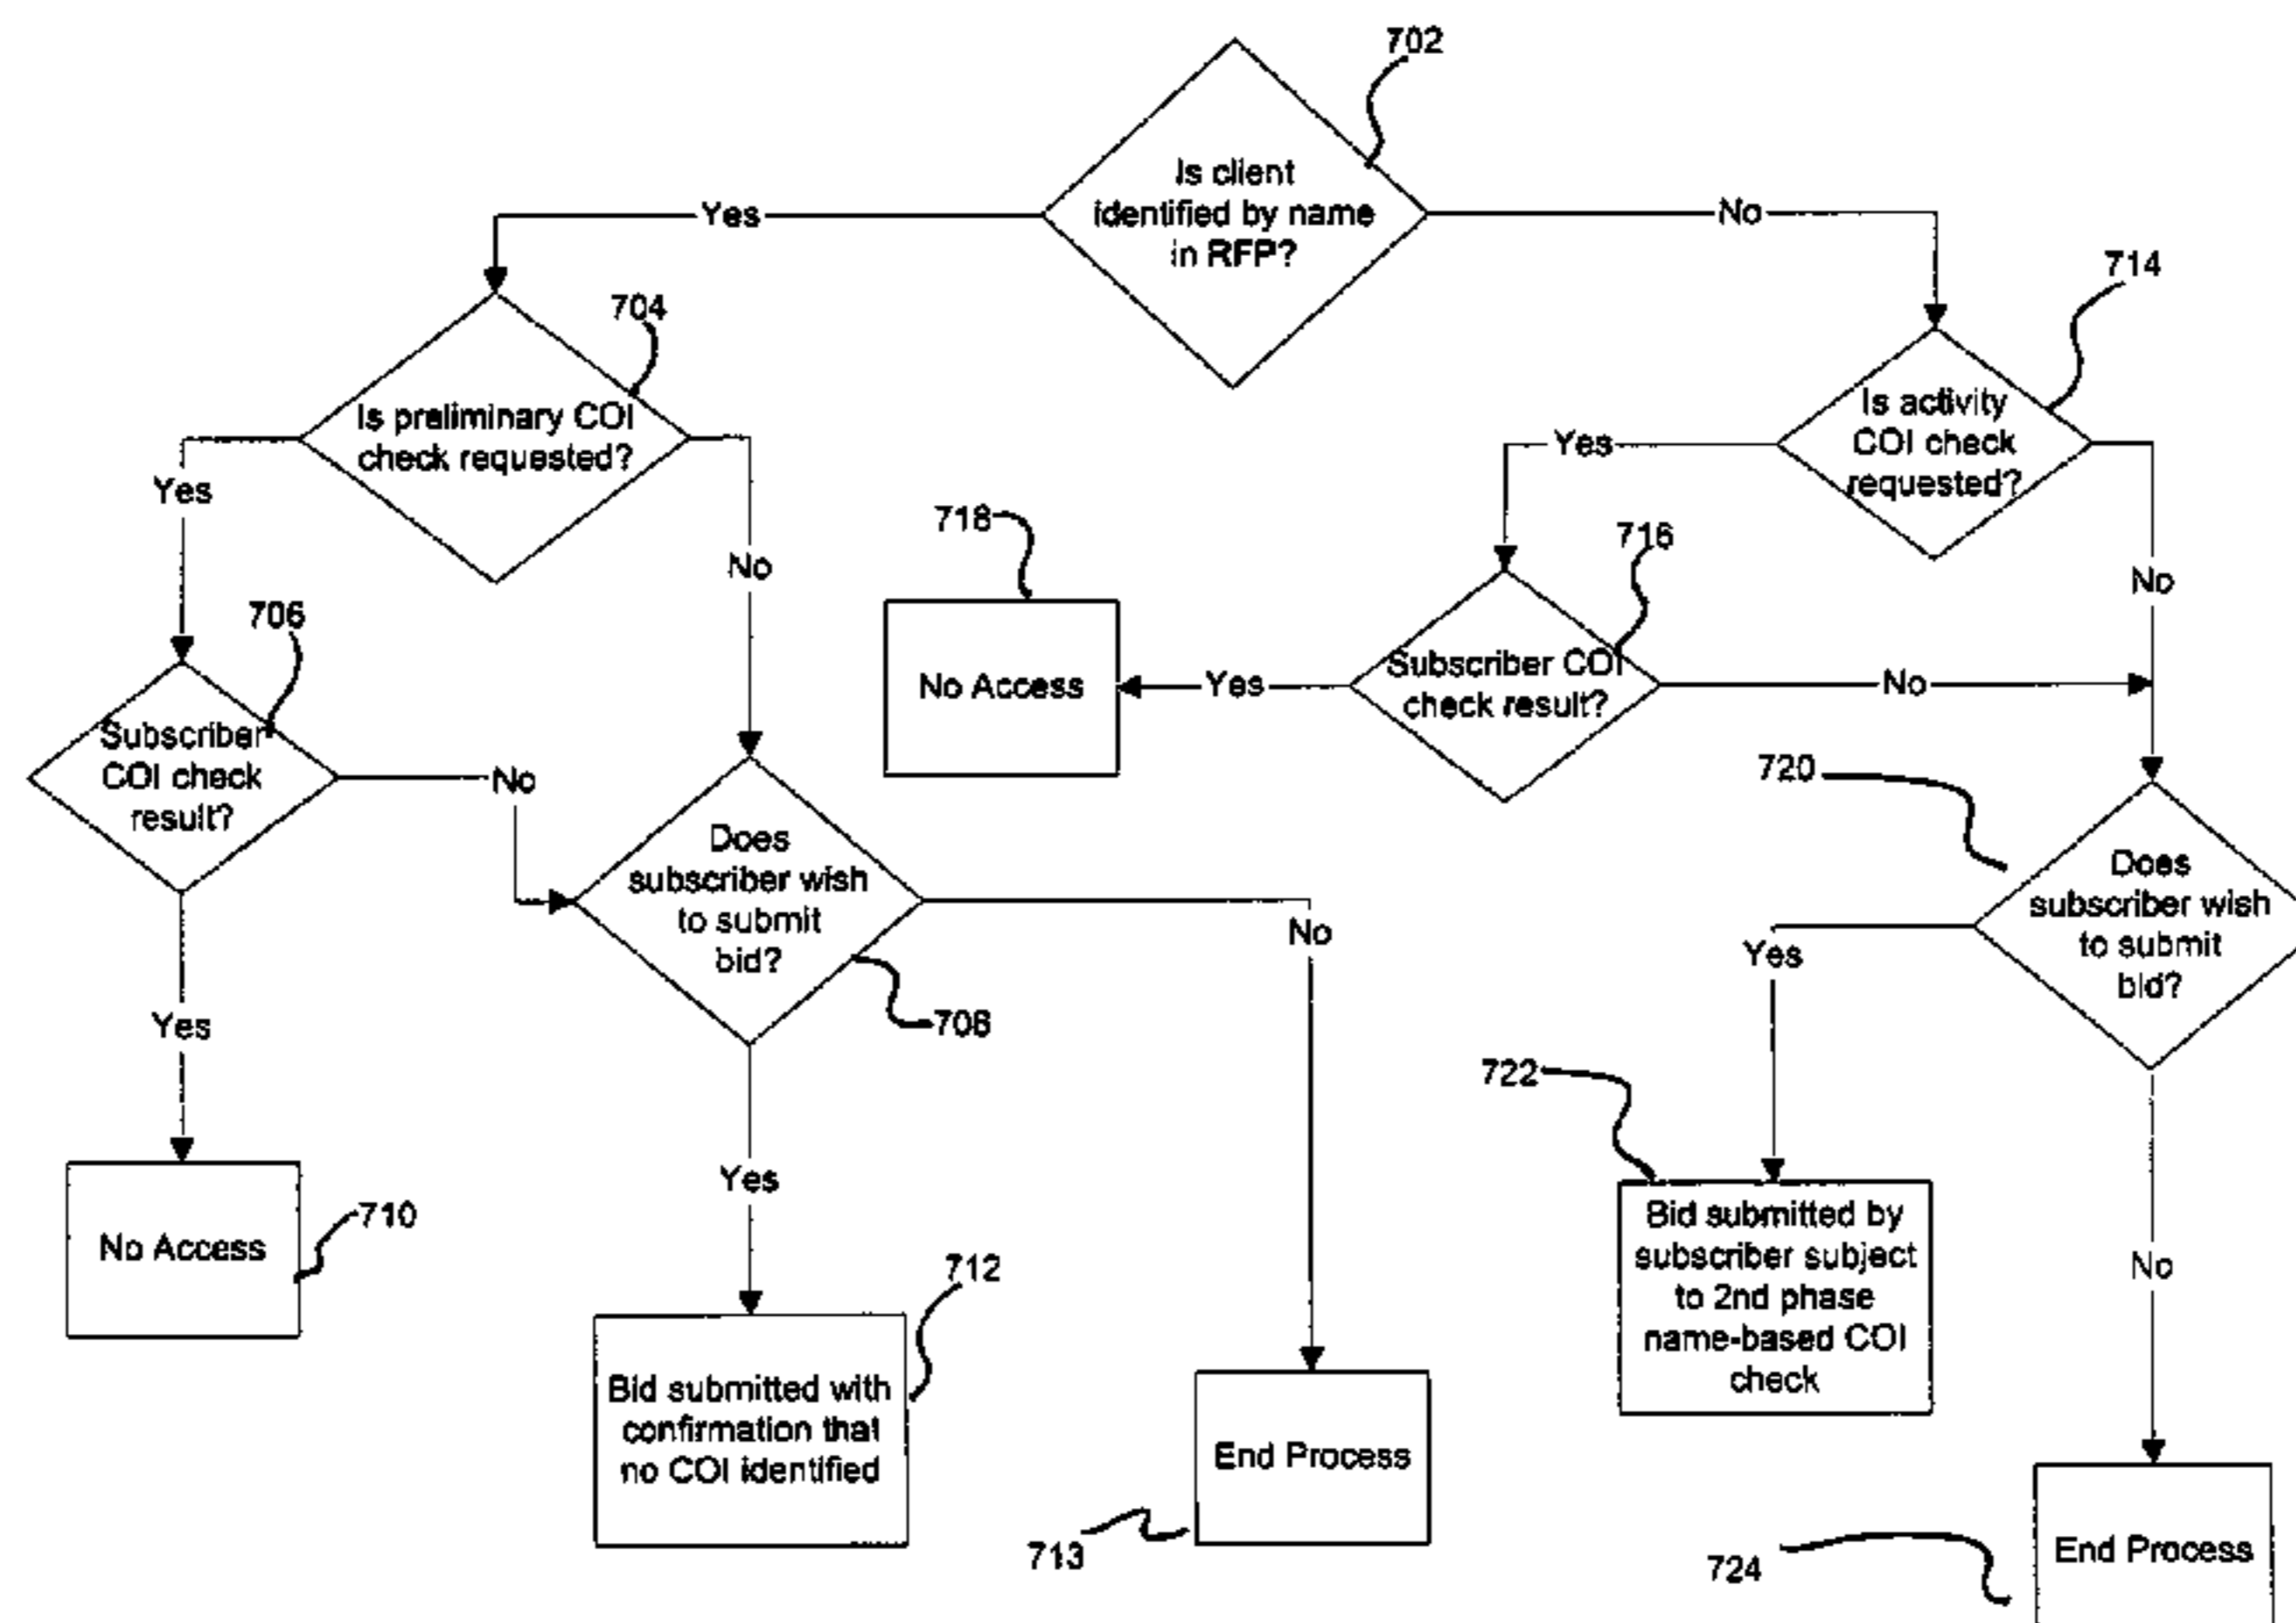 702
Is client
identified by name
in RFP?
Yes
No
714
704
Is preliminary COI
check requested?
Is activity
COI check
requested?
Yes
Yes
718
716
No
No
706
No Access
Yes
Subscriber COI
check result?
No
Subscriber
COI check
result?
No
720
Does
subscriber wish
to submit
bid?
Does
subscriber wish
to submit
bid?
No
Yes
Yes
708
722
Yes
Bid submitted by
subscriber subject
to 2nd phase
name-based COI
check
No Access
710
712
No
Bid submitted with
confirmation that
no COI identified
End Process
713
724
End Process